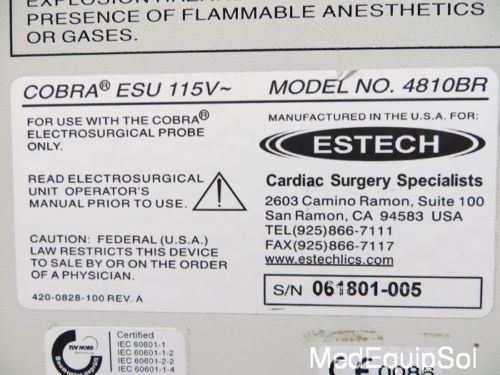 PRESENCE OF FLAMMABLE ANESTHETICS
OR GASES.
COBRA® ESU 115V~
MODEL NO. 4810BR
FOR USE WITH THE COBRA®
ELECTROSURGICAL PROBE
ONLY.
READ ELECTROSURGICAL
UNIT OPERATOR'S
MANUAL PRIOR TO USE.
CAUTION: FEDERAL (U.S.A.)
LAW RESTRICTS THIS DEVICE
TO SALE BY OR ON THE ORDER
OF A PHYSICIAN.
420-0828-100 REV. A
MANUFACTURED IN THE U.S.A. FOR:
ESTECH
Cardiac Surgery Specialists
2603 Camino Ramon, Suite 100
San Ramon, CA 94583 USA
TEL(925)866-7111
FAX(925)866-7117
www.estechlics.com
S/N 061801-005
TÜV NORD
Certified
IEC 60601-1
IEC 60601-1-2
IEC 60601-2-2
IEC 60601-1-4
CE 0086
MedEquipSol